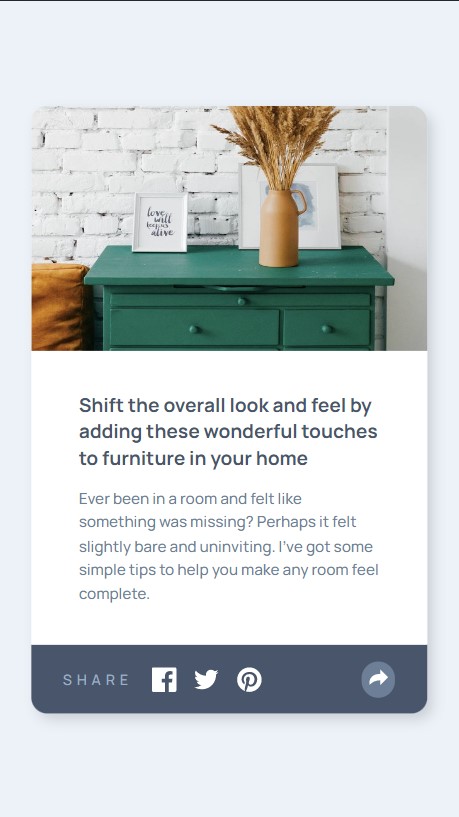 love
will
begins
alive
Shift the overall look and feel by
adding these wonderful touches
to furniture in your home
Ever been in a room and felt like
something was missing? Perhaps it felt
slightly bare and uninviting. I've got some
simple tips to help you make any room feel
complete.
SHARE